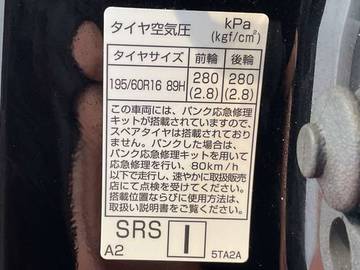 タイヤ空気圧 kPa (kgf/cm²)
タイヤサイズ 前輪 後輪
195/60R16 89H 280 (2.8) 280 (2.8)
この車両には、パンク応急修理
キットが搭載されていますので、
スペアタイヤは搭載されており
ません。パンクした場合は、
パンク応急修理キットを用いて
応急修理を行い、80km/h
以下で走行し、速やかに取扱販売
店にて点検を受けてください。
搭載位置ならびに使用方法は、
取扱い説明書をご覧ください。
SRS I
A2 5TA2A